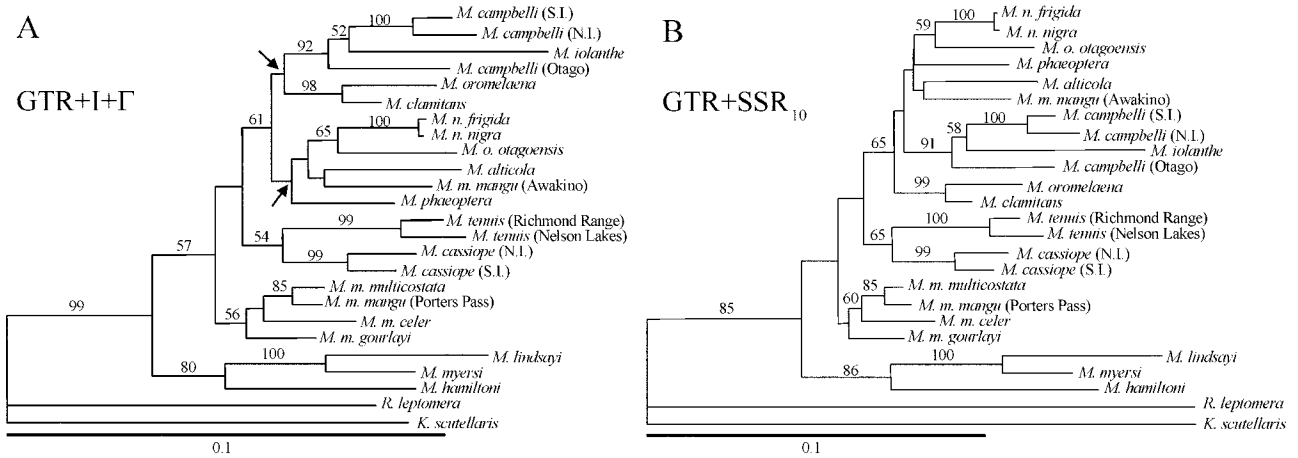 A
GTR+I+Γ
100
52
92
98
61
65
100
99
54
99
57
85
56
99
100
80
M. campbelli (S.I.)
M. campbelli (N.I.)
M. iolanthe
M. campbelli (Otago)
M. oromelaena
M. clamitans
M. n. frigida
M. n. nigra
M. o. otagoensis
M. alticola
M. m. mangu (Awakino)
M. phaeoptera
M. tenuis (Richmond Range)
M. tenuis (Nelson Lakes)
M. cassiope (N.I.)
M. cassiope (S.I.)
M. m. multicostata
M. m. mangu (Porters Pass)
M. m. celer
M. m. gourlayi
M. lindsayi
M. myersi
M. hamiltoni
R. leptomera
K. scutellaris
0.1
B
GTR+SSR10
100
59
100
58
91
65
99
100
65
99
85
60
85
100
86
M. n. frigida
M. n. nigra
M. o. otagoensis
M. phaeoptera
M. alticola
M. m. mangu (Awakino)
M. campbelli (S.I.)
M. campbelli (N.I.)
M. iolanthe
M. campbelli (Otago)
M. oromelaena
M. clamitans
M. tenuis (Richmond Range)
M. tenuis (Nelson Lakes)
M. cassiope (N.I.)
M. cassiope (S.I.)
M. m. multicostata
M. m. mangu (Porters Pass)
M. m. celer
M. m. gourlayi
M. lindsayi
M. myersi
M. hamiltoni
R. leptomera
K. scutellaris
0.1